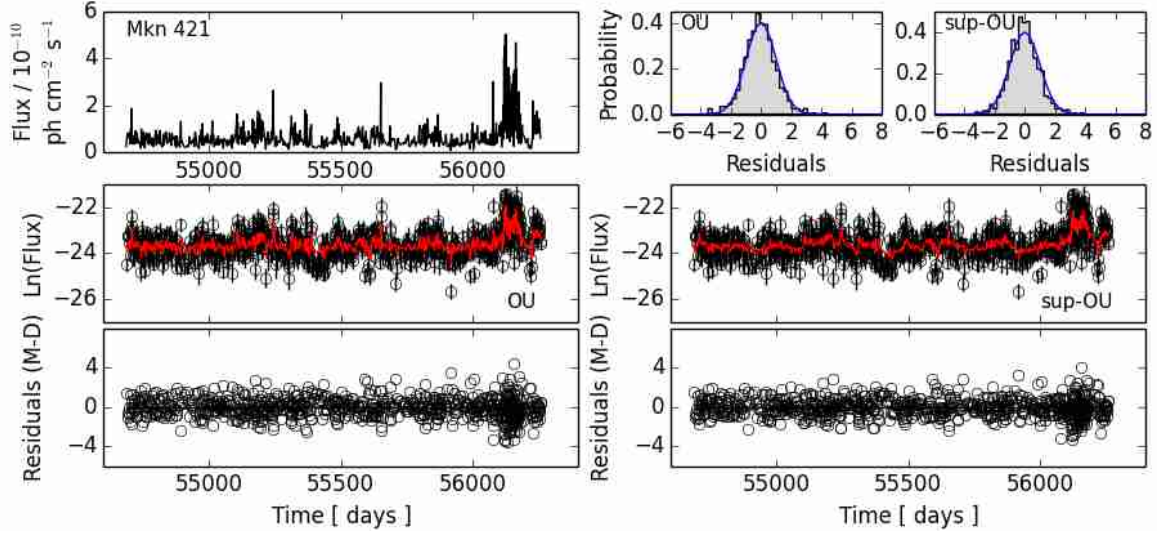 Mkn 421
Flux / 10⁻¹⁰
ph cm⁻² s⁻¹
6
4
2
0
55000
55500
56000
OU
Probability
0.4
0.2
0.0
−6 −4 −2 0 2 4 6 8
Residuals
sup-OU
0.4
0.2
0.0
−6 −4 −2 0 2 4 6 8
Residuals
Ln(Flux)
−22
−24
−26
OU
Ln(Flux)
−22
−24
−26
sup-OU
Residuals (M-D)
4
0
−4
55000
55500
56000
Time [ days ]
Residuals (M-D)
4
0
−4
55000
55500
56000
Time [ days ]